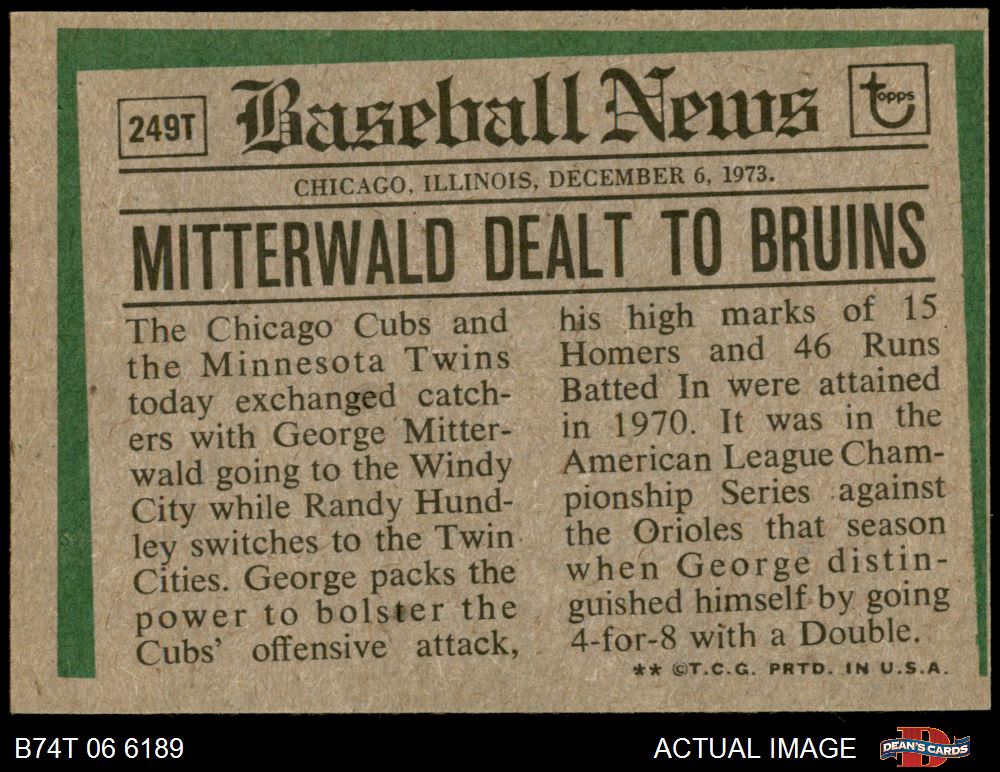 249T
Baseball News
topps
CHICAGO, ILLINOIS, DECEMBER 6, 1973.
MITTERWALD DEALT TO BRUINS
The Chicago Cubs and
the Minnesota Twins
today exchanged catch-
ers with George Mitter-
wald going to the Windy
City while Randy Hund-
ley switches to the Twin
Cities. George packs the
power to bolster the
Cubs' offensive attack,
his high marks of 15
Homers and 46 Runs
Batted In were attained
in 1970. It was in the
American League Cham-
pionship Series against
the Orioles that season
when George distin-
guished himself by going
4-for-8 with a Double.
** ©T.C.G. PRTD. IN U.S.A.
B74T 06 6189
ACTUAL IMAGE
D
DEAN'S CARDS